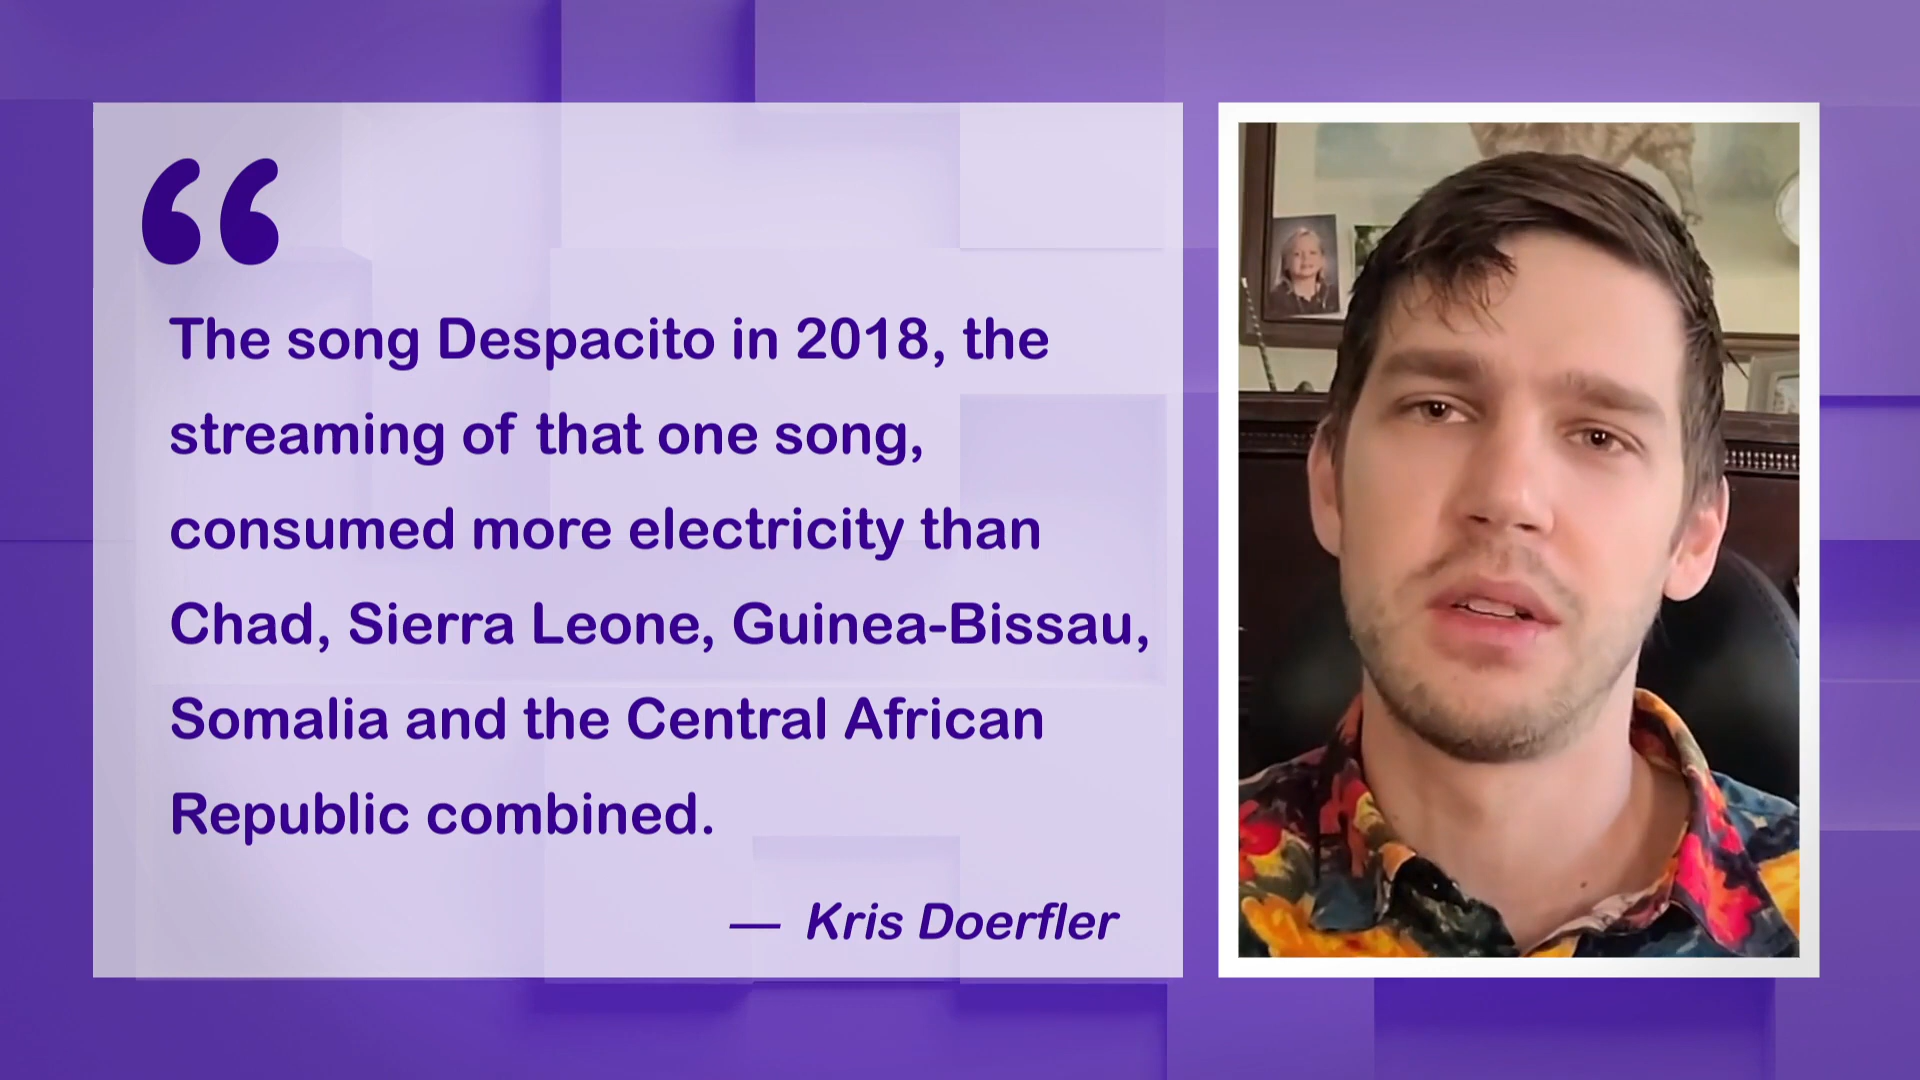 “
The song Despacito in 2018, the
streaming of that one song,
consumed more electricity than
Chad, Sierra Leone, Guinea-Bissau,
Somalia and the Central African
Republic combined.
— Kris Doerfler